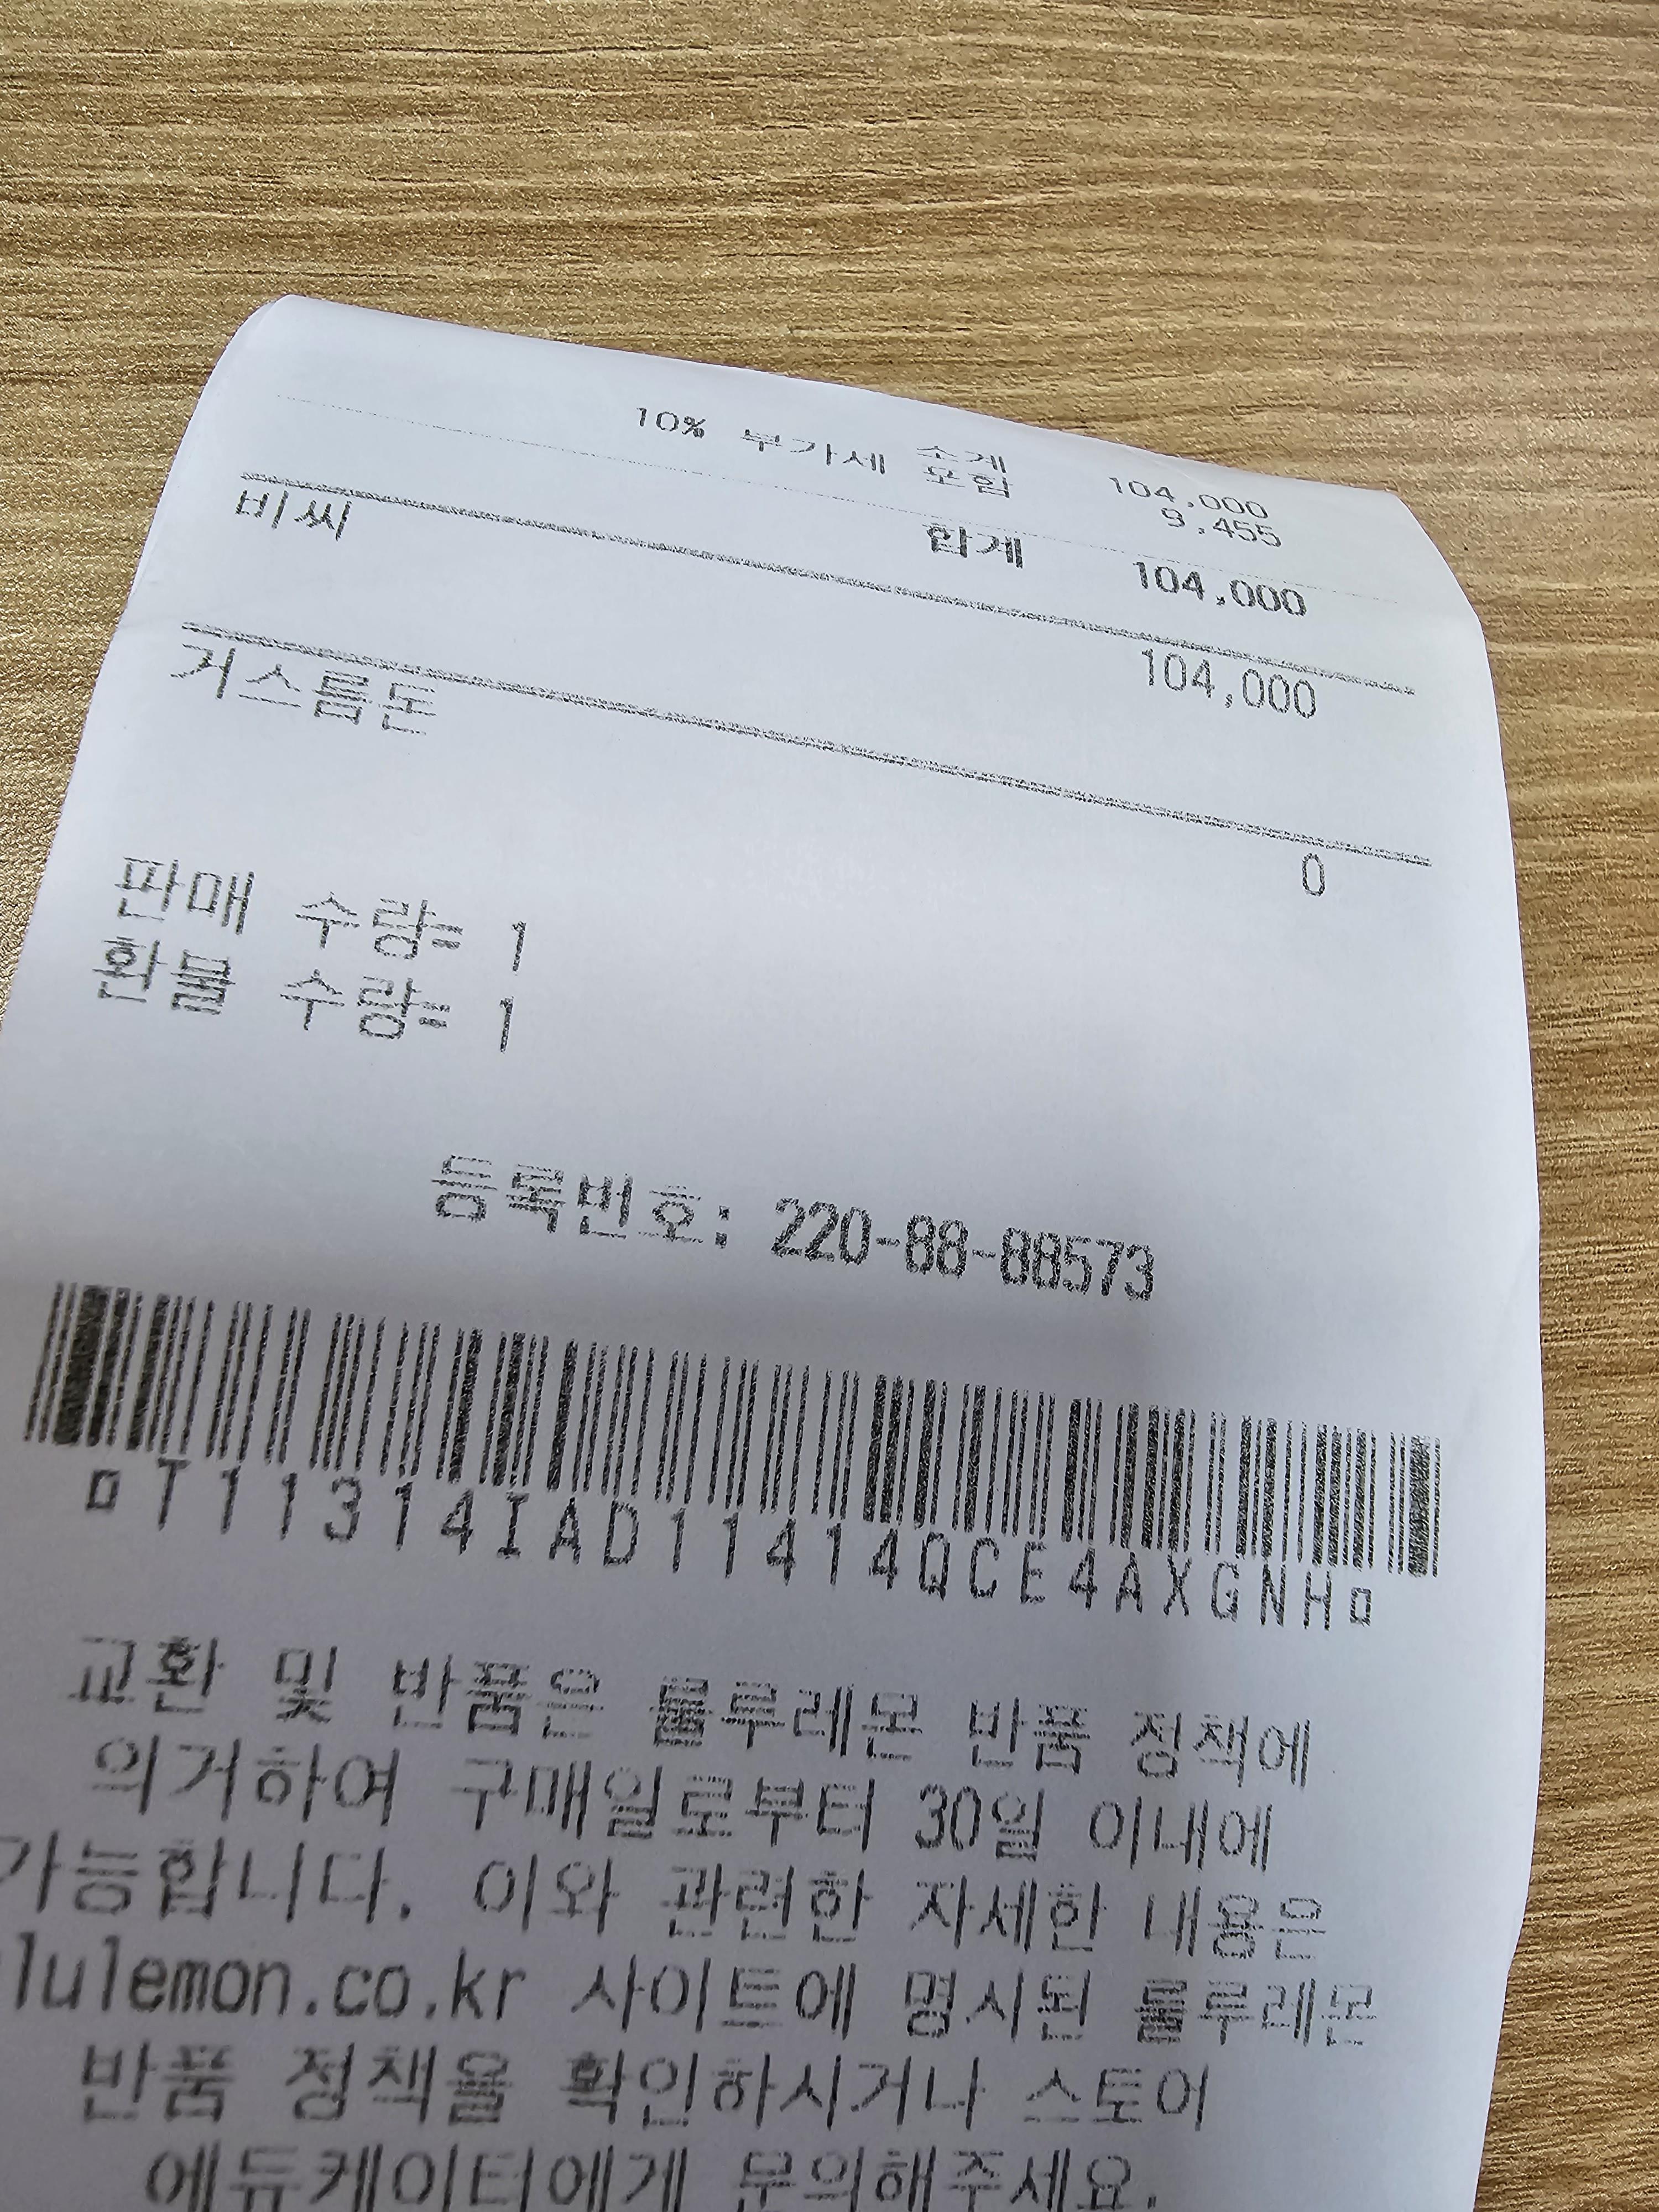 소계 104,000
10% 부가세 포함 9,455
합계 104,000
비씨 104,000
거스름돈 0
판매 수량= 1
환불 수량= 1
등록번호: 220-88-88573
T11314IAD11414QCE4AXGNH
교환 및 반품은 룰루레몬 반품 정책에
의거하여 구매일로부터 30일 이내에
가능합니다. 이와 관련한 자세한 내용은
lulemon.co.kr 사이트에 명시된 룰루레몬
반품 정책을 확인하시거나 스토어
에듀케이터에게 문의해주세요.